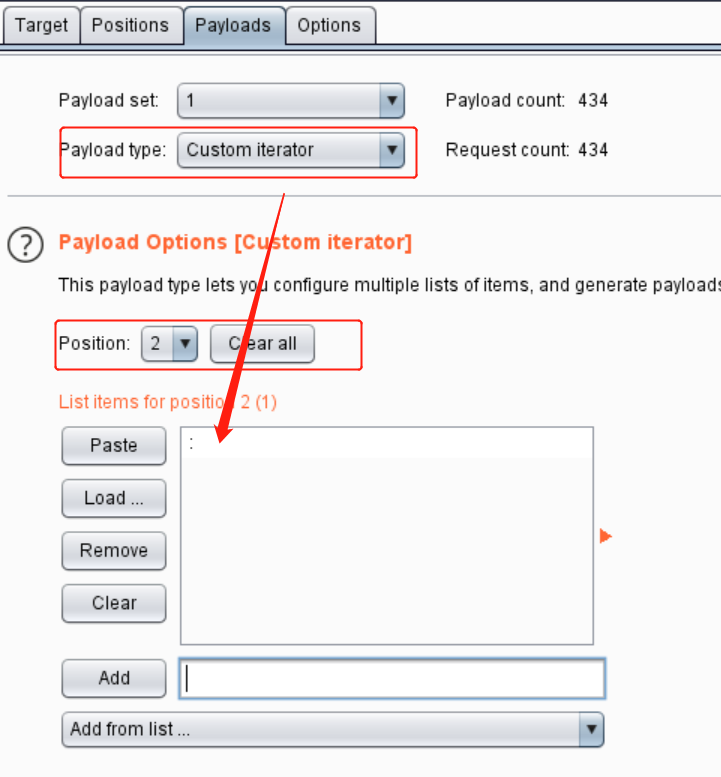 Target Positions Payloads Options
Payload set: 1 Payload count: 434
Payload type: Custom iterator Request count: 434
? Payload Options [Custom iterator]
This payload type lets you configure multiple lists of items, and generate payloads
Position: 2 Clear all
List items for position 2 (1)
Paste :
Load ...
Remove
Clear
Add
Add from list ...